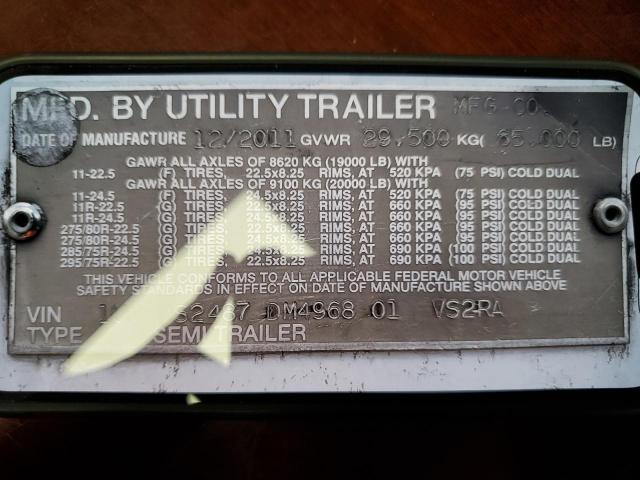 MFD. BY UTILITY TRAILER MFG. CO.
DATE OF MANUFACTURE 12/2011 GVWR 29,500 KG( 65,000 LB)
GAWR ALL AXLES OF 8620 KG (19000 LB) WITH
11-22.5 (F) TIRES, 22.5x8.25 RIMS, AT 520 KPA (75 PSI) COLD DUAL
GAWR ALL AXLES OF 9100 KG (20000 LB) WITH
11-24.5 (F) TIRES, 24.5x8.25 RIMS, AT 520 KPA (75 PSI) COLD DUAL
11R-22.5 (G) TIRES, 22.5x8.25 RIMS, AT 660 KPA (95 PSI) COLD DUAL
11R-24.5 (G) TIRES, 24.5x8.25 RIMS, AT 660 KPA (95 PSI) COLD DUAL
275/80R-22.5 (G) TIRES, 22.5x8.25 RIMS, AT 660 KPA (95 PSI) COLD DUAL
275/80R-24.5 (G) TIRES, 24.5x8.25 RIMS, AT 660 KPA (95 PSI) COLD DUAL
285/75R-24.5 (G) TIRES, 24.5x8.25 RIMS, AT 660 KPA (100 PSI) COLD DUAL
295/75R-22.5 (G) TIRES, 22.5x8.25 RIMS, AT 690 KPA (100 PSI) COLD DUAL
THIS VEHICLE CONFORMS TO ALL APPLICABLE FEDERAL MOTOR VEHICLE
SAFETY STANDARDS IN EFFECT ON DATE OF MANUFACTURE SHOWN ABOVE
VIN S2487 DM4968 01 VS2RA
TYPE SEMITRAILER